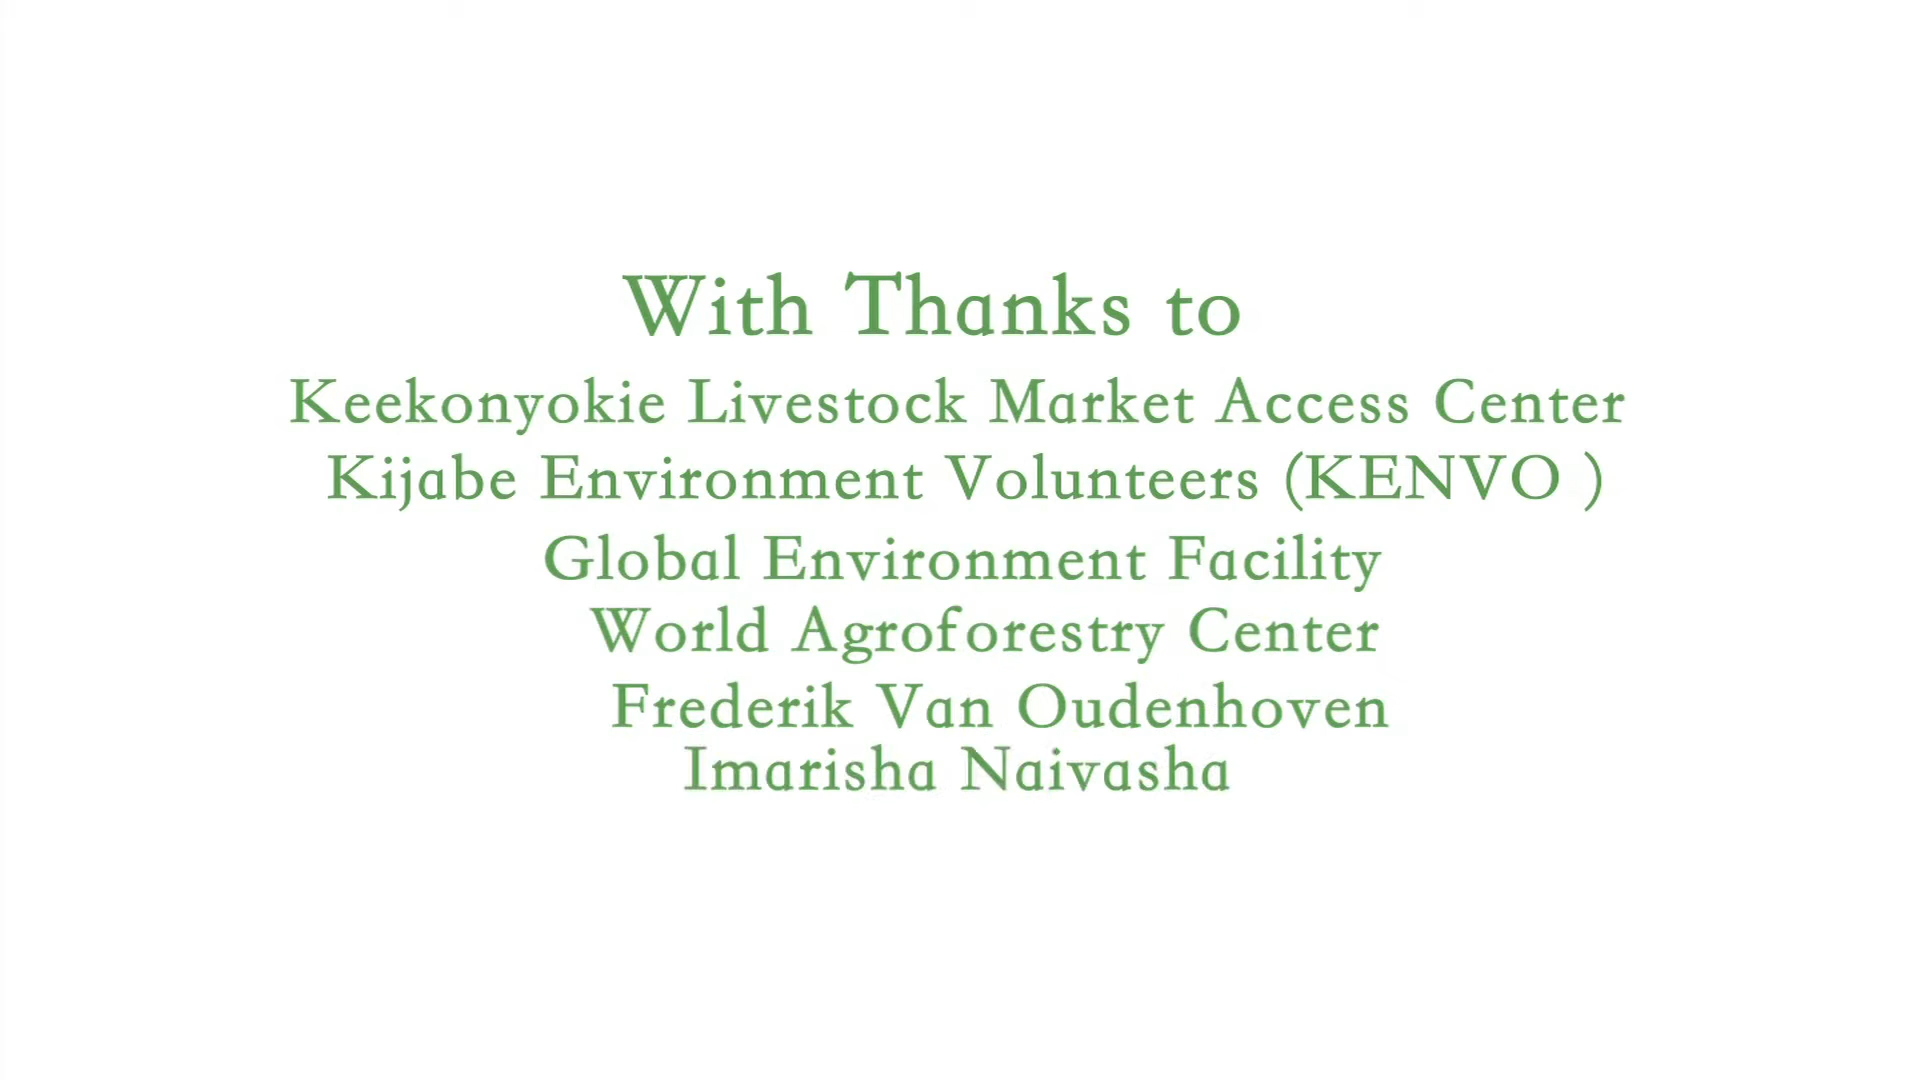 With Thanks to
Keekonyokie Livestock Market Access Center
Kijabe Environment Volunteers (KENVO )
Global Environment Facility
World Agroforestry Center
Frederik Van Oudenhoven
Imarisha Naivasha